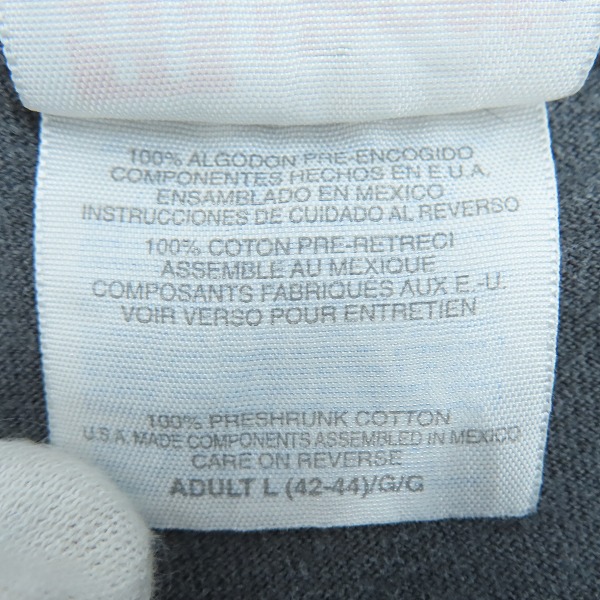 100% ALGODON PRE-ENCOGIDO
COMPONENTES HECHOS EN E.U.A.
ENSAMBLADO EN MEXICO
INSTRUCCIONES DE CUIDADO AL REVERSO
100% COTON PRE-RETRECI
ASSEMBLE AU MEXIQUE
COMPOSANTS FABRIQUES AUX E.-U.
VOIR VERSO POUR ENTRETIEN
100% PRESHRUNK COTTON
U.S.A. MADE COMPONENTS ASSEMBLED IN MEXICO
CARE ON REVERSE
ADULT L (42-44)/G/G